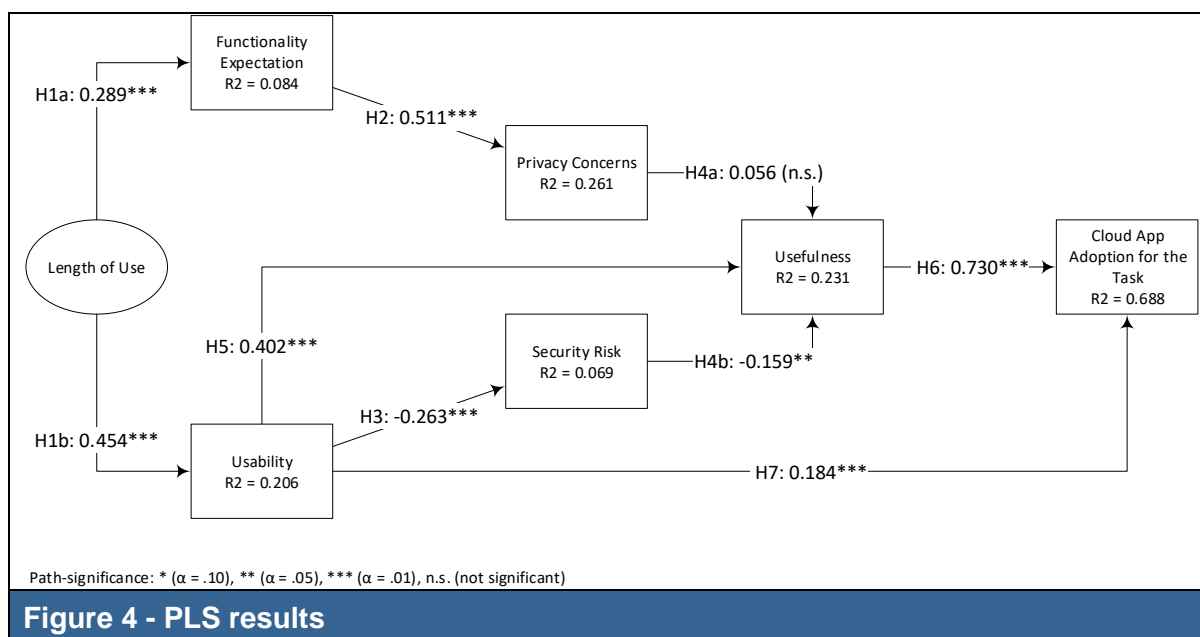 Functionality
Expectation
R2 = 0.084
H1a: 0.289***
H2: 0.511***
Privacy Concerns
R2 = 0.261
H4a: 0.056 (n.s.)
Length of Use
Usefulness
R2 = 0.231
H6: 0.730***
Cloud App
Adoption for the
Task
R2 = 0.688
H5: 0.402***
Security Risk
R2 = 0.069
H4b: -0.159**
H3: -0.263***
H1b: 0.454***
Usability
R2 = 0.206
H7: 0.184***
Path-significance: * (α = .10), ** (α = .05), *** (α = .01), n.s. (not significant)
Figure 4 - PLS results